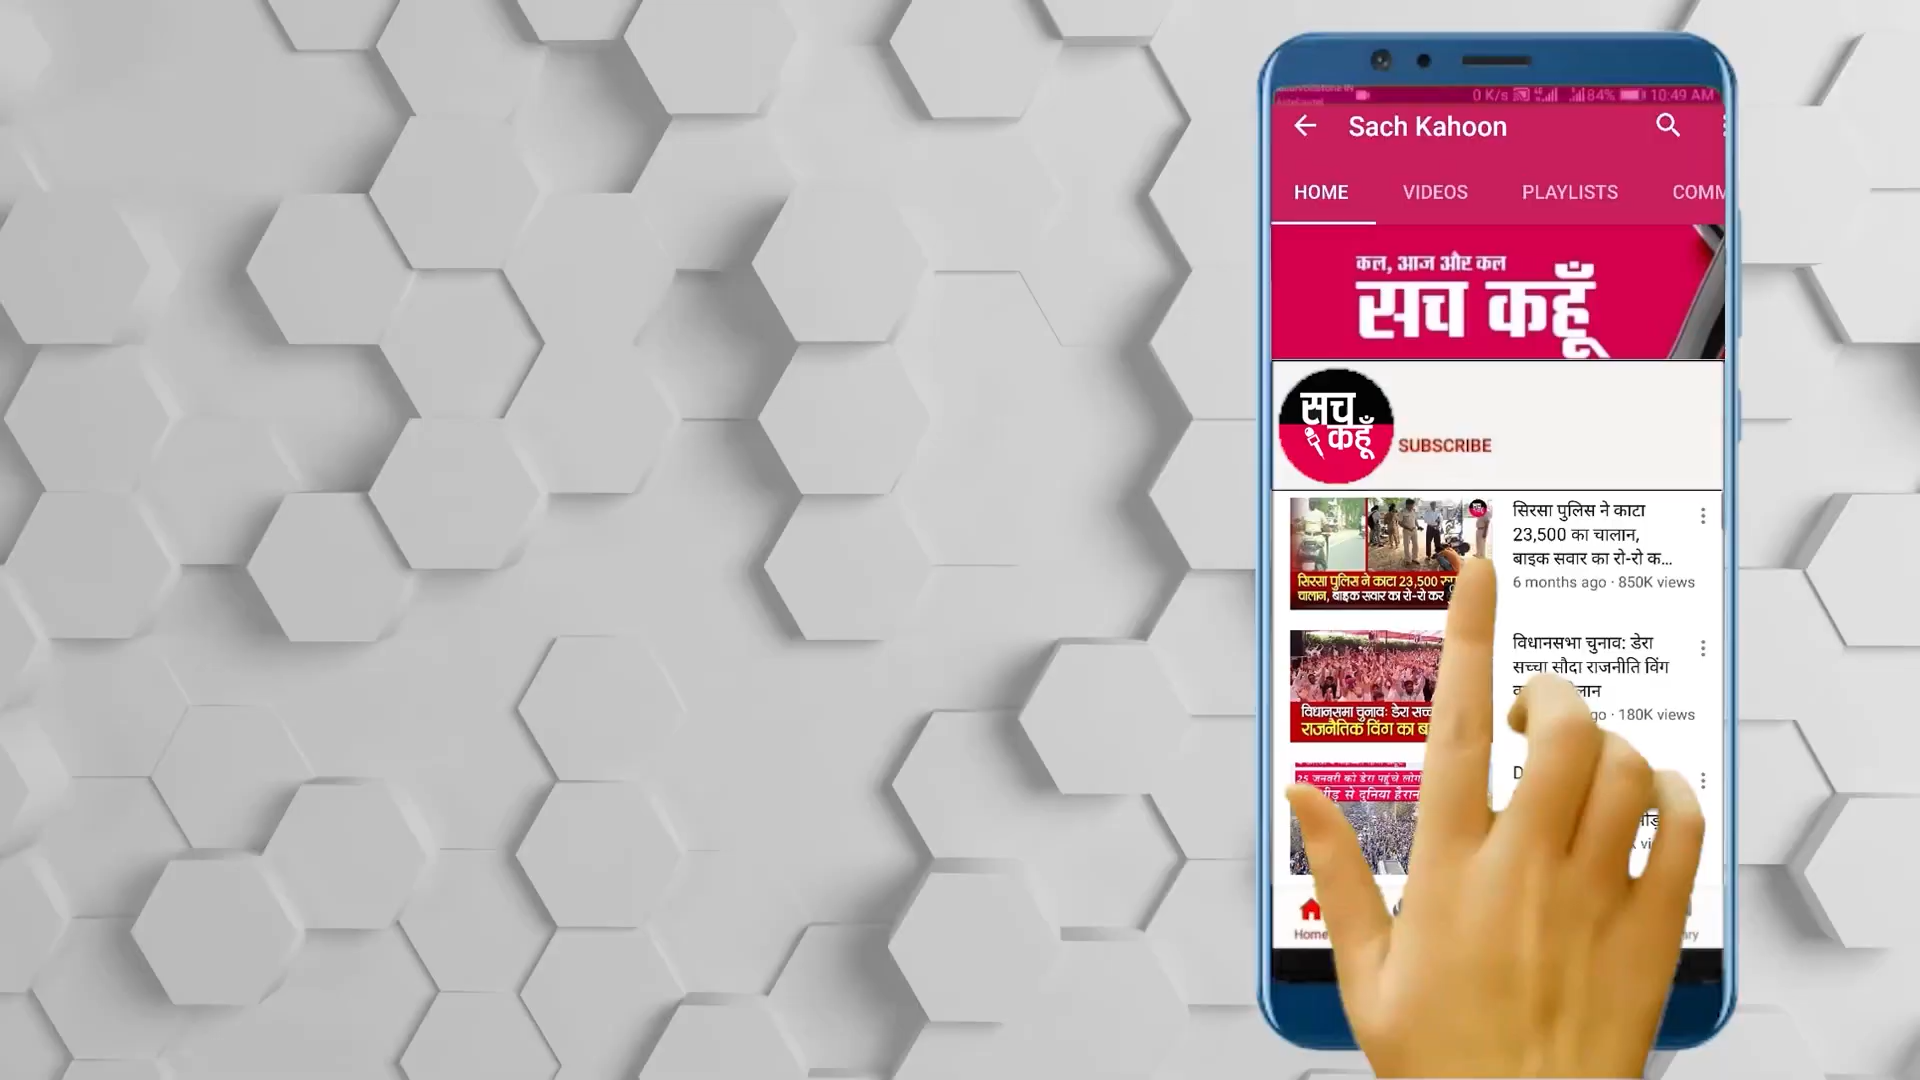 0 K/s 84% 10:49 AM
Sach Kahoon
HOME VIDEOS PLAYLISTS COMM
कल, आज और कल
सच कहूँ
सच
कहूँ
SUBSCRIBE
सिरसा पुलिस ने काटा 23,500
चालान, बाइक सवार का रो-रो कर
सिरसा पुलिस ने काटा
23,500 का चालान,
बाइक सवार का रो-रो क...
6 months ago · 850K views
विधानसभा चुनावः डेरा
राजनैतिक विंग का
विधानसभा चुनाव: डेरा
सच्चा सौदा राजनीति विंग
go · 180K views
25 जनवरी को डेरा पहुंचे
से दुनिया हैरान
D
Home